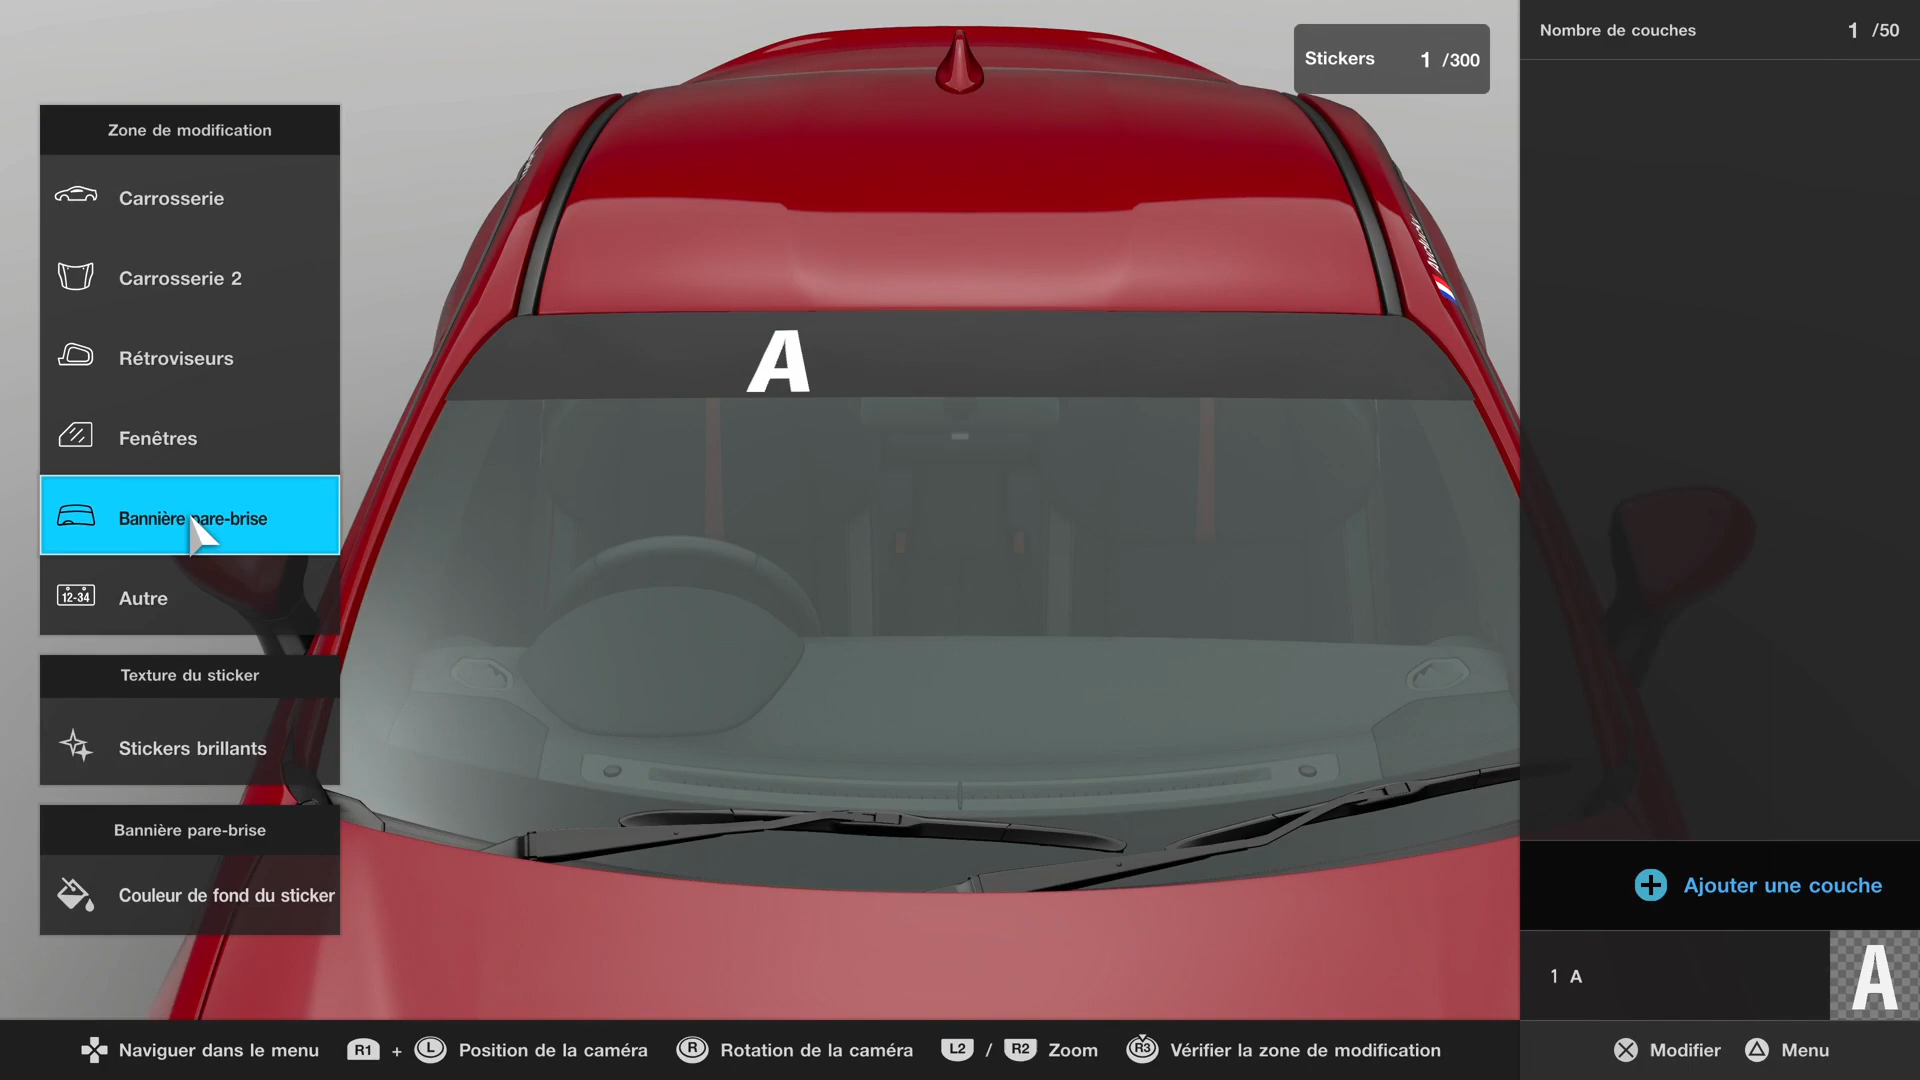 Stickers 1 /300
Nombre de couches 1 /50
Zone de modification
Carrosserie
Carrosserie 2
Rétroviseurs
Fenêtres
Bannière pare-brise
12-34 Autre
Texture du sticker
Stickers brillants
Bannière pare-brise
Couleur de fond du sticker
A
Ajouter une couche
1 A A
Naviguer dans le menu R1 + L Position de la caméra R Rotation de la caméra L2 / R2 Zoom R3 Vérifier la zone de modification Modifier Menu